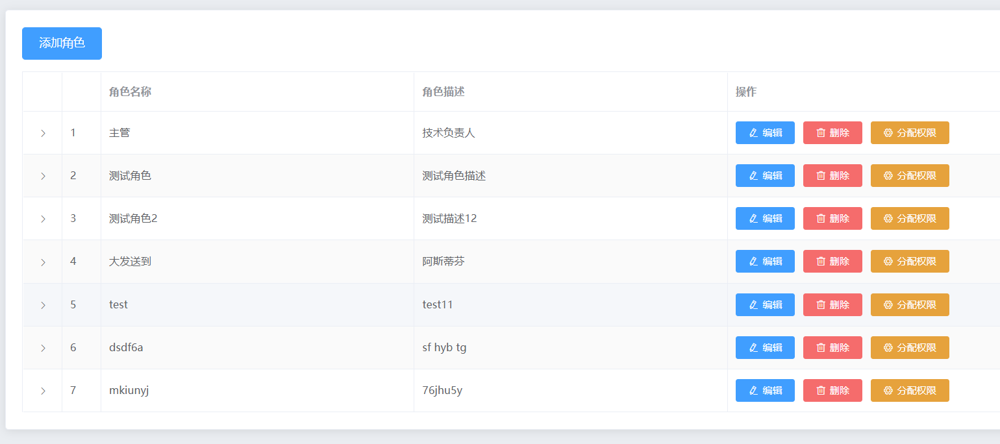 添加角色
角色名称 角色描述 操作
1 主管 技术负责人 编辑 删除 分配权限
2 测试角色 测试角色描述 编辑 删除 分配权限
3 测试角色2 测试描述12 编辑 删除 分配权限
4 大发送到 阿斯蒂芬 编辑 删除 分配权限
5 test test11 编辑 删除 分配权限
6 dsdf6a sf hyb tg 编辑 删除 分配权限
7 mkiunyj 76jhu5y 编辑 删除 分配权限